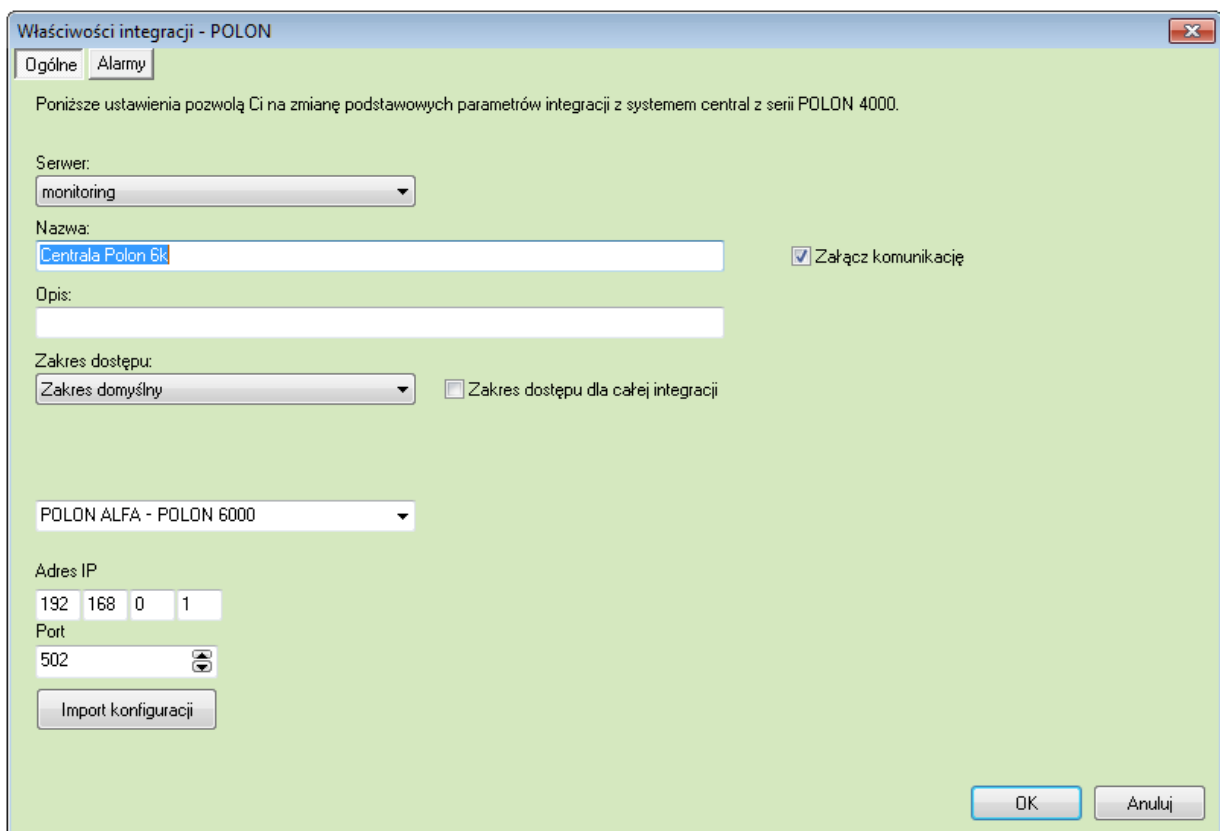 Właściwości integracji - POLON
Ogólne Alarmy
Poniższe ustawienia pozwolą Ci na zmianę podstawowych parametrów integracji z systemem central z serii POLON 4000.
Serwer:
monitoring
Nazwa:
Centrala Polon 6k
Załącz komunikację
Opis:
Zakres dostępu:
Zakres domyślny
Zakres dostępu dla całej integracji
POLON ALFA - POLON 6000
Adres IP
192 168 0 1
Port
502
Import konfiguracji
OK Anuluj